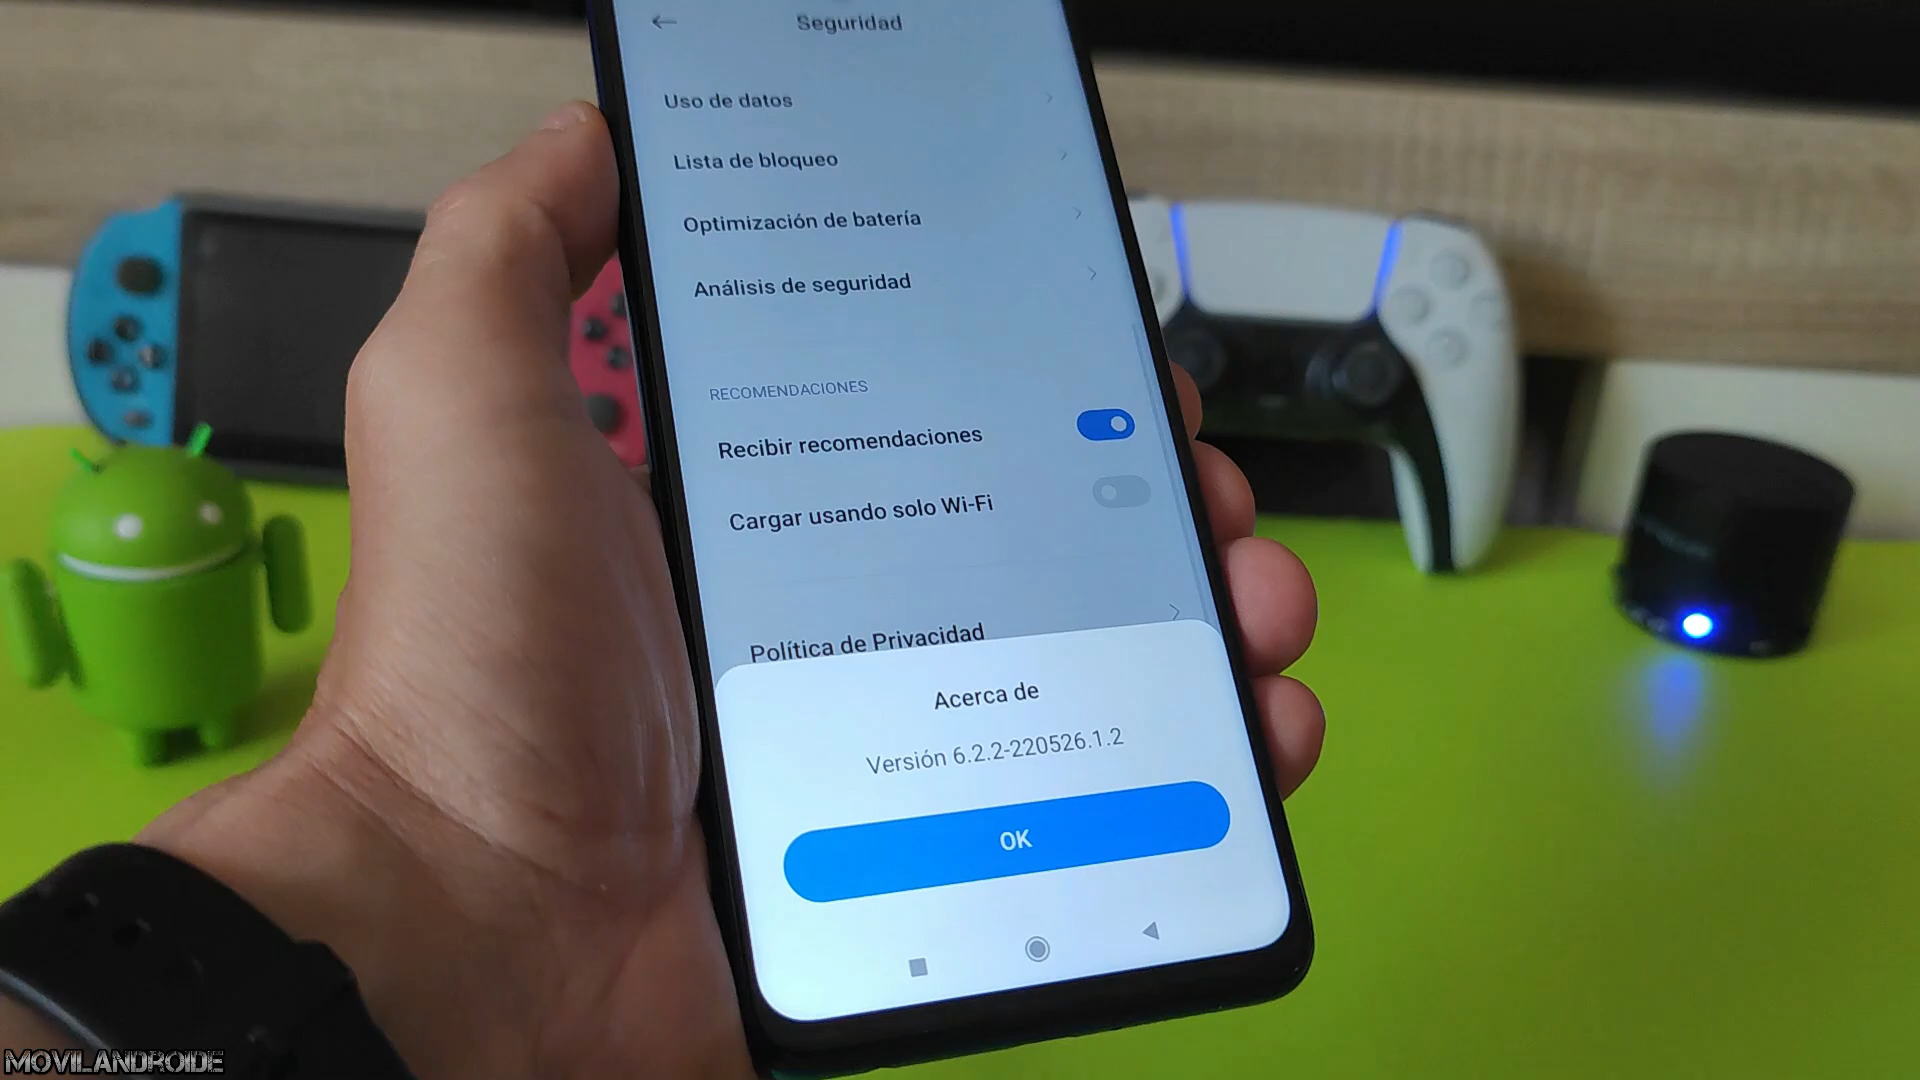 Seguridad
Uso de datos
Lista de bloqueo
Optimización de batería
Análisis de seguridad
RECOMENDACIONES
Recibir recomendaciones
Cargar usando solo Wi-Fi
Política de Privacidad
Acerca de
Versión 6.2.2-220526.1.2
OK
MOVILANDROIDE